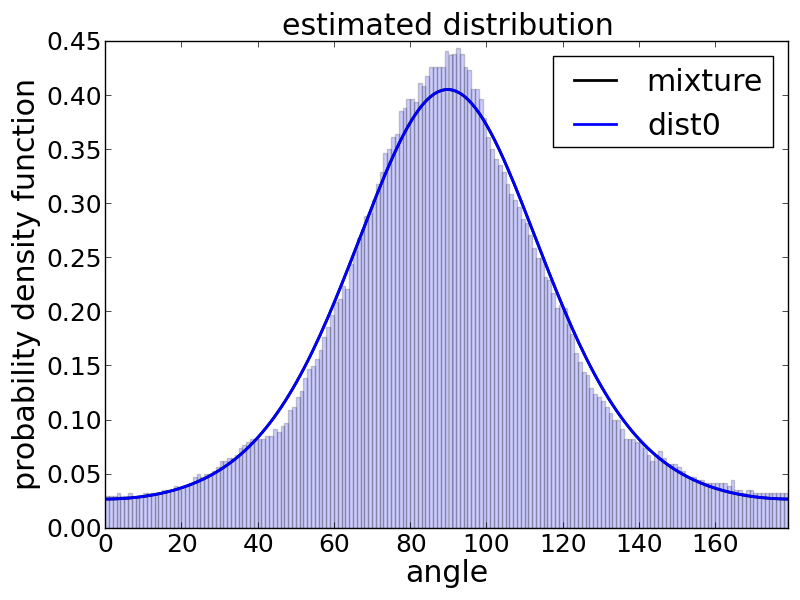 estimated distribution
0.45
0.40
0.35
0.30
0.25
0.20
0.15
0.10
0.05
0.00
probability density function
mixture
dist0
0 20 40 60 80 100 120 140 160
angle